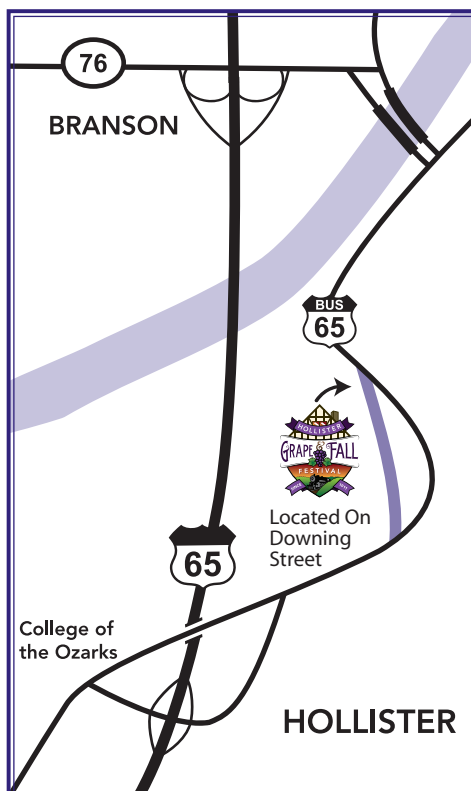 76
BRANSON
BUS
65
HOLLISTER
GRAPE & FALL
FESTIVAL
Located On
Downing
Street
65
College of
the Ozarks
HOLLISTER